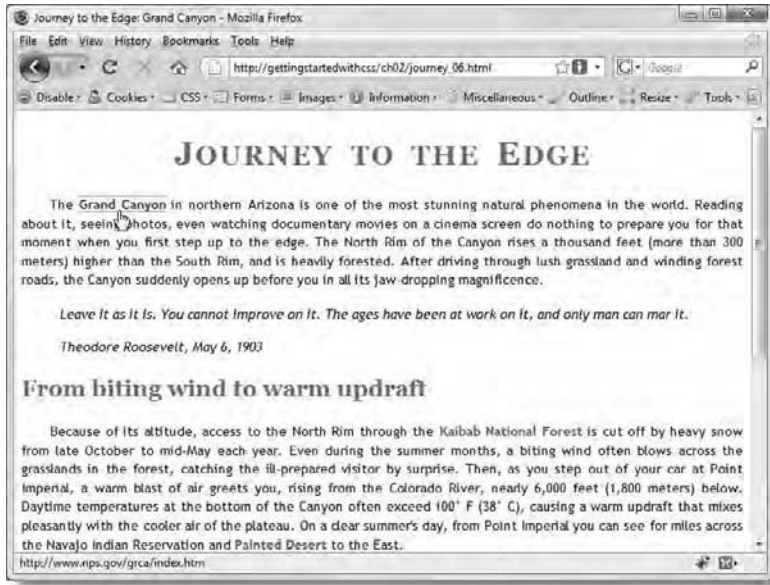 Journey to the Edge: Grand Canyon - Mozilla Firefox
File Edit View History Bookmarks Tools Help
http://gettingstartedwithcss/ch02/journey_06.html Google
Disable Cookies CSS Forms Images Information Miscellaneous Outline Resize Tools
JOURNEY TO THE EDGE
The Grand Canyon in northern Arizona is one of the most stunning natural phenomena in the world. Reading
about it, seeing photos, even watching documentary movies on a cinema screen do nothing to prepare you for that
moment when you first step up to the edge. The North Rim of the Canyon rises a thousand feet (more than 300
meters) higher than the South Rim, and is heavily forested. After driving through lush grassland and winding forest
roads, the Canyon suddenly opens up before you in all its jaw-dropping magnificence.
Leave it as it is. You cannot improve on it. The ages have been at work on it, and only man can mar it.
Theodore Roosevelt, May 6, 1903
From biting wind to warm updraft
Because of its altitude, access to the North Rim through the Kaibab National Forest is cut off by heavy snow
from late October to mid-May each year. Even during the summer months, a biting wind often blows across the
grasslands in the forest, catching the ill-prepared visitor by surprise. Then, as you step out of your car at Point
Imperial, a warm blast of air greets you, rising from the Colorado River, nearly 6,000 feet (1,800 meters) below.
Daytime temperatures at the bottom of the Canyon often exceed 100° F (38° C), causing a warm updraft that mixes
pleasantly with the cooler air of the plateau. On a clear summer's day, from Point Imperial you can see for miles across
the Navajo Indian Reservation and Painted Desert to the East.
http://www.nps.gov/grca/index.htm